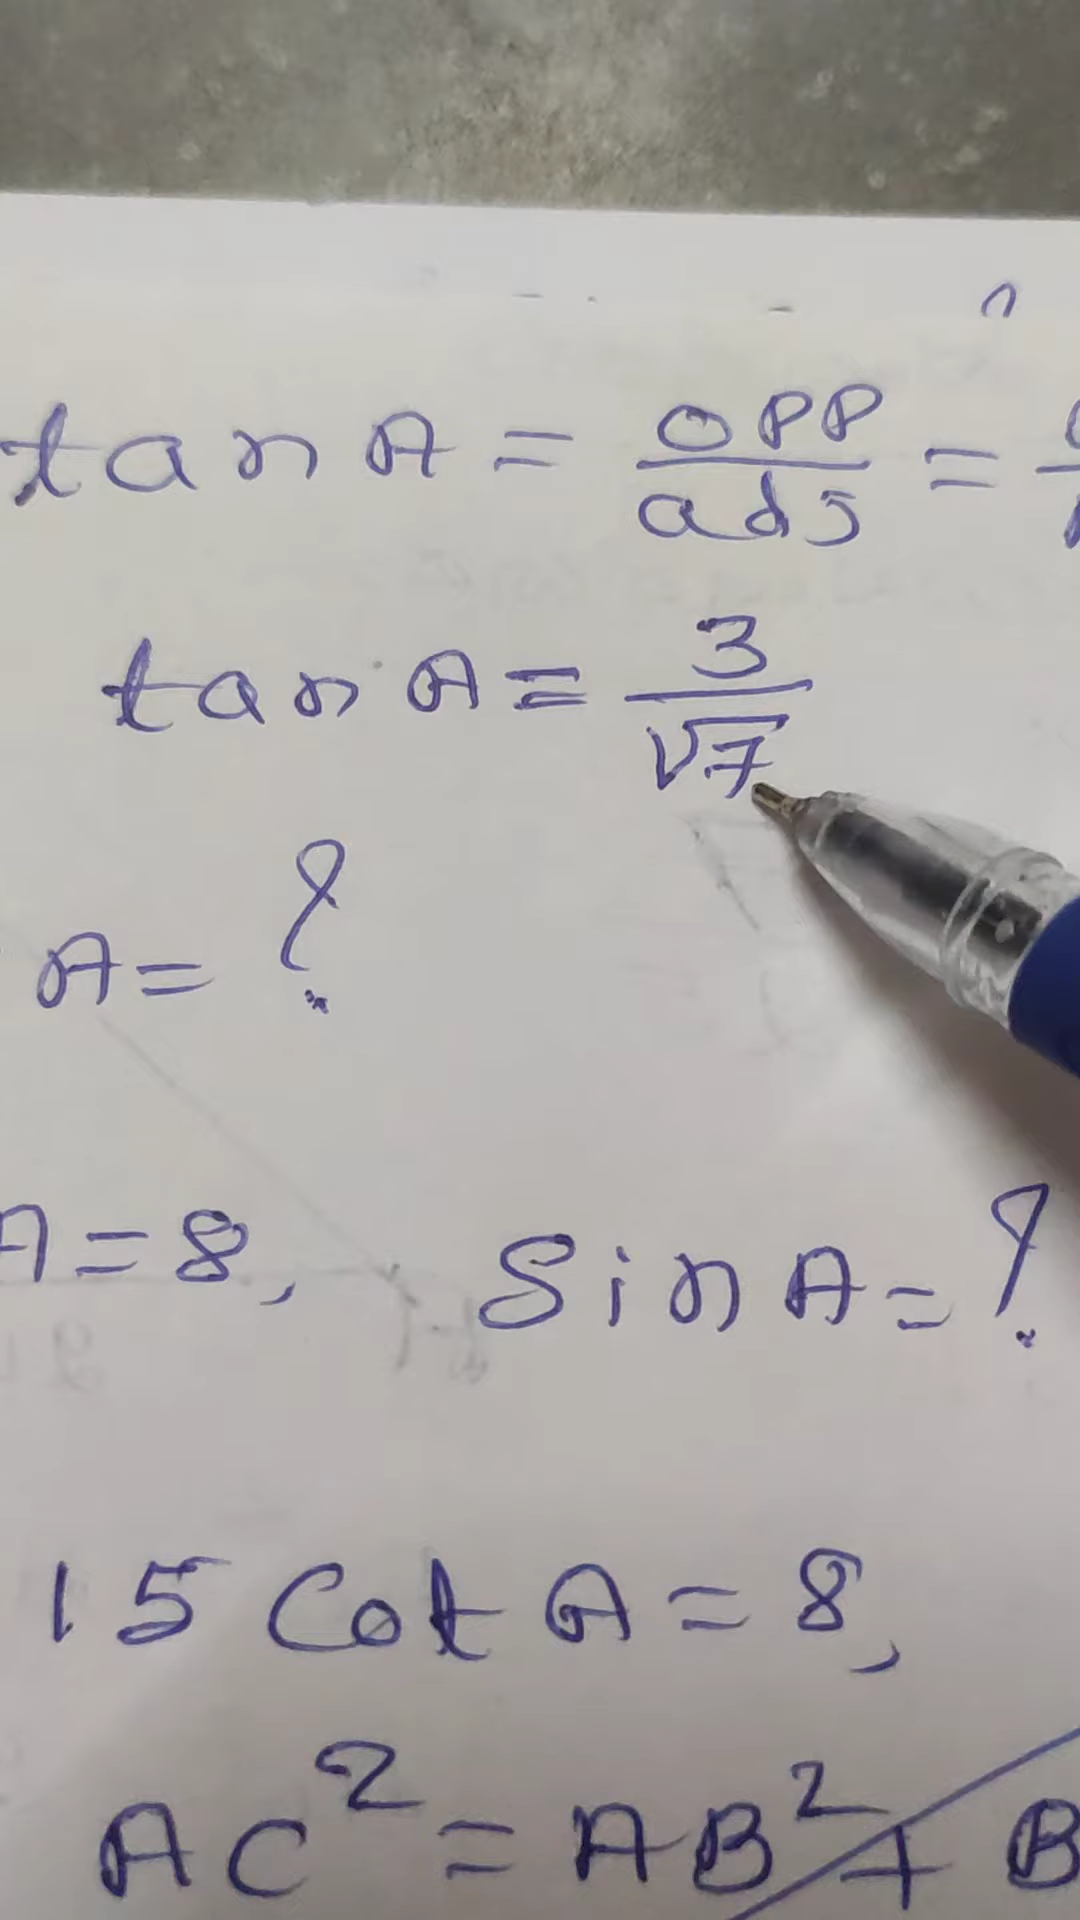 tan A = opp/adj =
tan A = 3/√7
A = ?
A = 8, Sin A = ?
15 Cot A = 8,
AC² = AB² + B